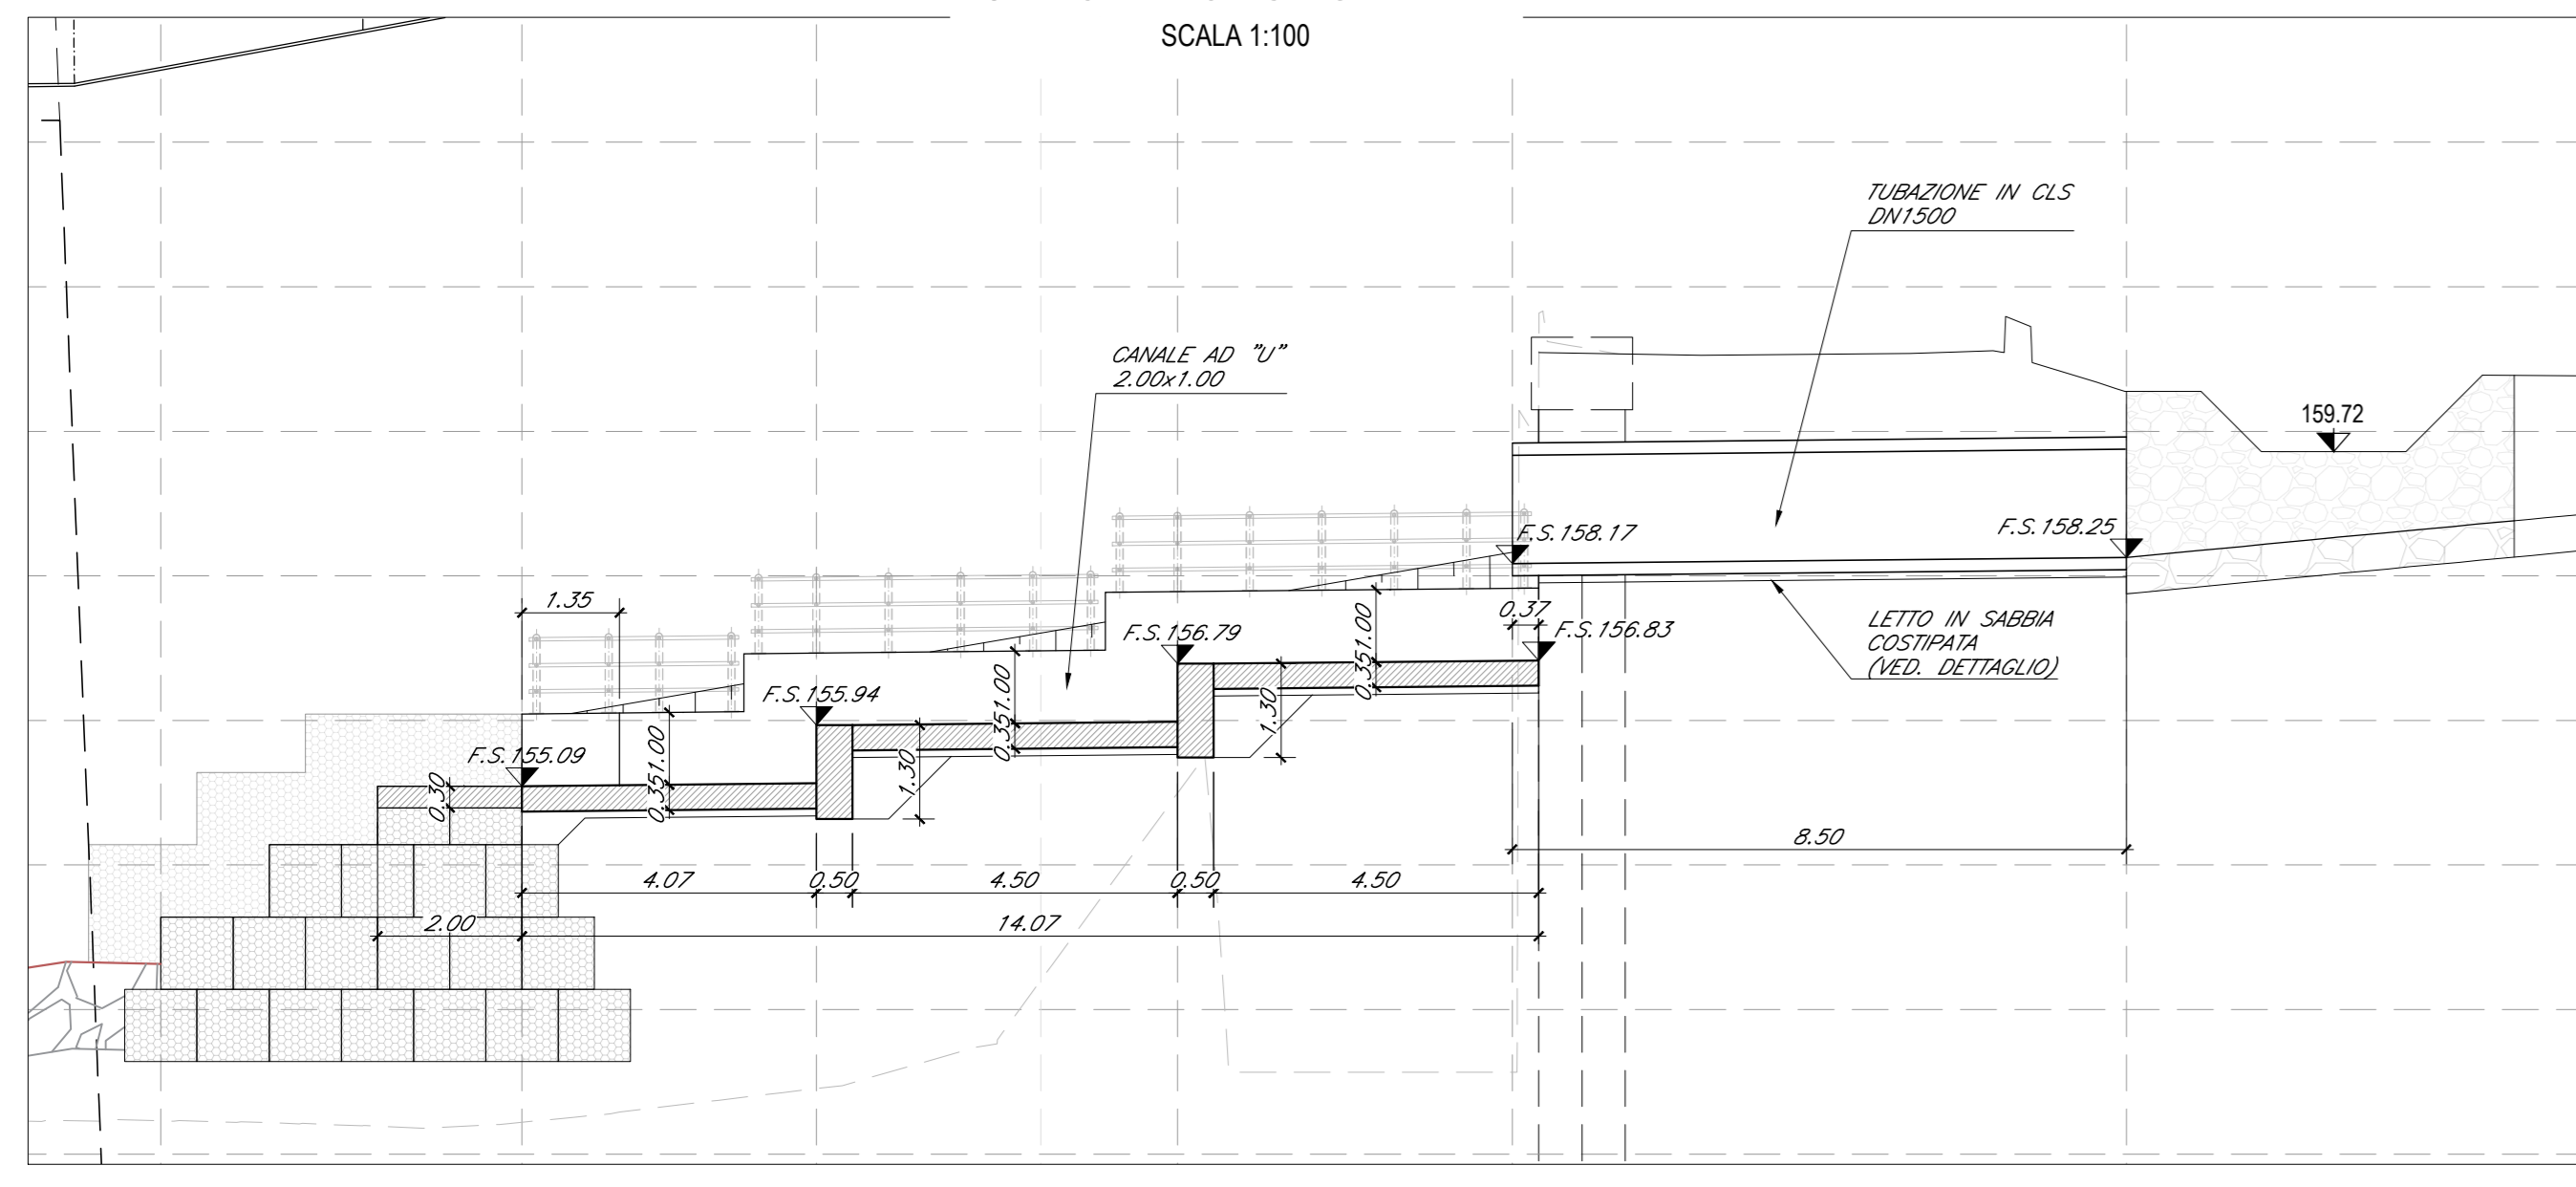 SCALA 1:100
TUBAZIONE IN CLS
DN1500
CANALE AD "U"
2.00x1.00
159.72
F.S.158.17
F.S.158.25
1.35
0.37
F.S.156.79
F.S.156.83
LETTO IN SABBIA
COSTIPATA
(VED. DETTAGLIO)
1.00
0.35
1.30
F.S.155.94
1.00
0.35
1.30
F.S.155.09
1.00
0.35
0.30
8.50
4.07
0.50
4.50
0.50
4.50
2.00
14.07